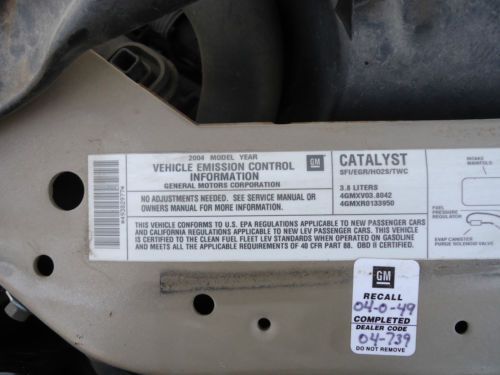 2004 MODEL YEAR
VEHICLE EMISSION CONTROL
INFORMATION
GENERAL MOTORS CORPORATION
GM
CATALYST
SFI/EGR/HO2S/TWC
NO ADJUSTMENTS NEEDED. SEE SERVICE MANUAL OR
OWNERS MANUAL FOR MORE INFORMATION
3.8 LITERS
4GMXV03.8042
4GMXR0133950
THIS VEHICLE CONFORMS TO U.S. EPA REGULATIONS APPLICABLE TO NEW PASSENGER CARS
AND CALIFORNIA REGULATIONS APPLICABLE TO NEW LEV PASSENGER CARS. THIS VEHICLE
IS CERTIFIED TO THE CLEAN FUEL FLEET LEV STANDARDS WHEN OPERATED ON GASOLINE
AND MEETS ALL THE APPLICABLE REQUIREMENTS OF 40 CFR PART 88. OBD II CERTIFIED.
INTAKE
MANIFOLD
FUEL
PRESSURE
REGULATOR
EVAP CANISTER
PURGE SOLENOID VALVE
GM
RECALL
04-0-49
COMPLETED
DEALER CODE
04-739
DO NOT REMOVE